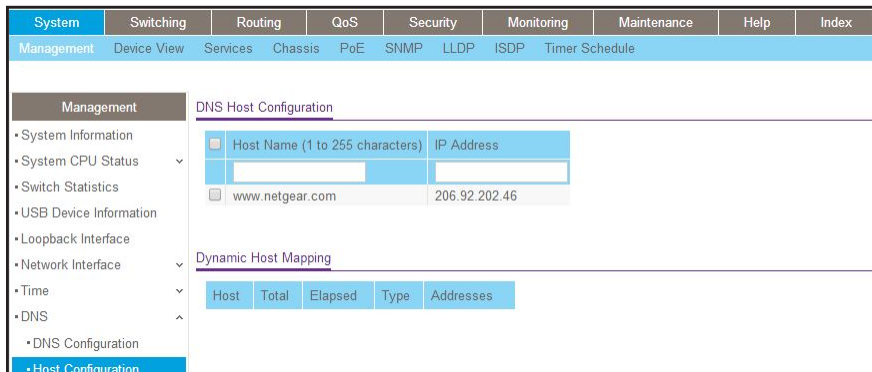 System Switching Routing QoS Security Monitoring Maintenance Help Index
Management Device View Services Chassis PoE SNMP LLDP ISDP Timer Schedule
Management
System Information
System CPU Status
Switch Statistics
USB Device Information
Loopback Interface
Network Interface
Time
DNS
DNS Configuration
Host Configuration
DNS Host Configuration
Host Name (1 to 255 characters) IP Address
www.netgear.com 206.92.202.46
Dynamic Host Mapping
Host Total Elapsed Type Addresses